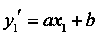 y₁′ = ax₁ + b